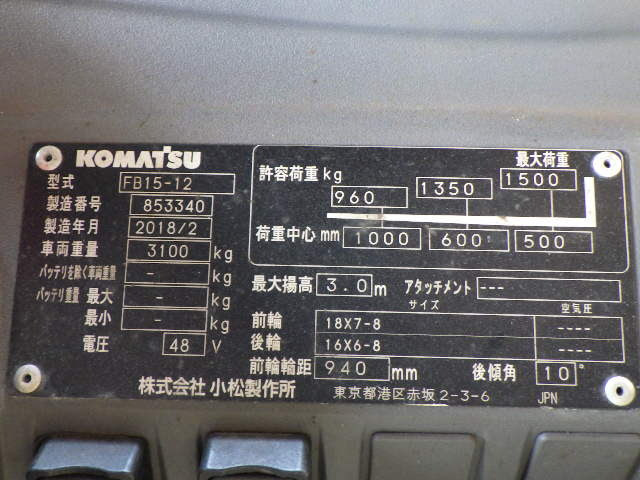 KOMATSU
型式 FB15-12
製造番号 853340
製造年月 2018/2
車両重量 3100 kg
バッテリを除く車両重量 - kg
バッテリ重量 最大 - kg
最小 - kg
電圧 48 V
最大荷重
許容荷重 kg 960 1350 1500
荷重中心 mm 1000 600 500
最大揚高 3.0 m アタッチメント ---
サイズ 空気圧
前輪 18X7-8 ----
後輪 16X6-8 ----
前輪輪距 940 mm 後傾角 10°
株式会社 小松製作所 東京都港区赤坂 2-3-6 JPN